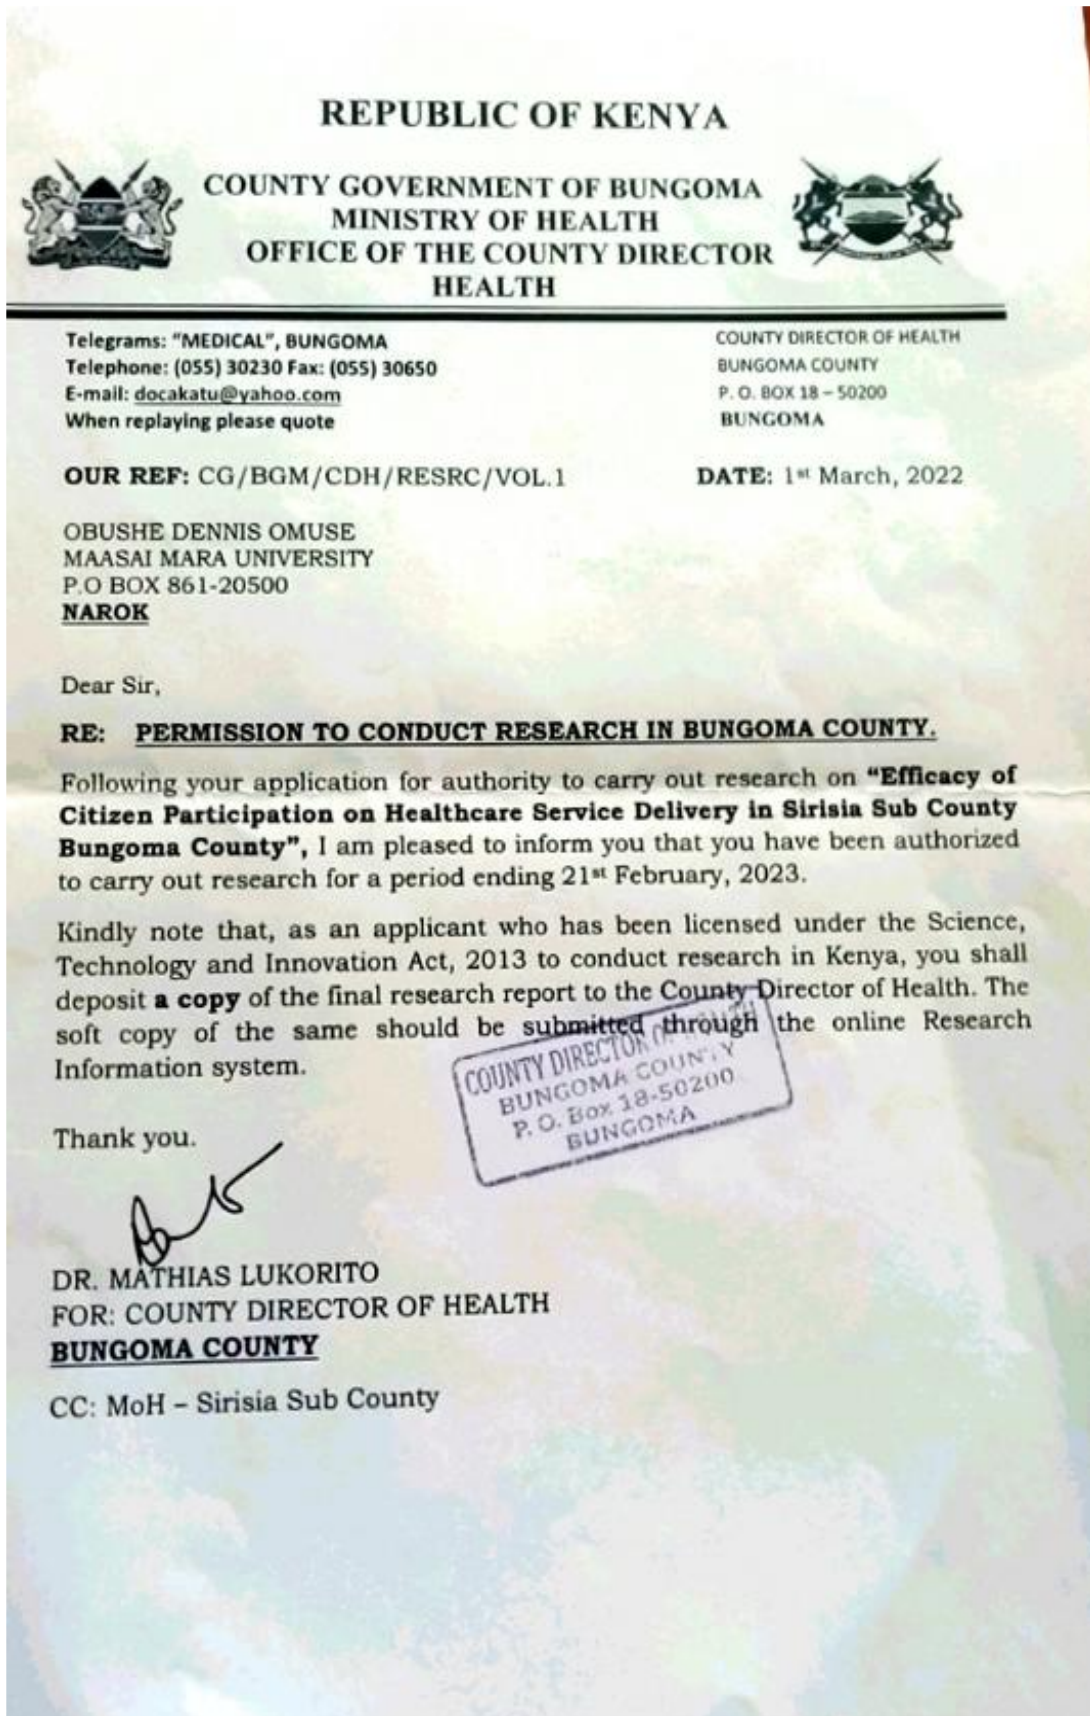 REPUBLIC OF KENYA
COUNTY GOVERNMENT OF BUNGOMA
MINISTRY OF HEALTH
OFFICE OF THE COUNTY DIRECTOR
HEALTH
Telegrams: "MEDICAL", BUNGOMA
Telephone: (055) 30230 Fax: (055) 30650
E-mail: docakatu@yahoo.com
When replaying please quote
COUNTY DIRECTOR OF HEALTH
BUNGOMA COUNTY
P. O. BOX 18 – 50200
BUNGOMA
OUR REF: CG/BGM/CDH/RESRC/VOL.1
DATE: 1st March, 2022
OBUSHE DENNIS OMUSE
MAASAI MARA UNIVERSITY
P.O BOX 861-20500
NAROK
Dear Sir,
RE: PERMISSION TO CONDUCT RESEARCH IN BUNGOMA COUNTY.
Following your application for authority to carry out research on "Efficacy of
Citizen Participation on Healthcare Service Delivery in Sirisia Sub County
Bungoma County", I am pleased to inform you that you have been authorized
to carry out research for a period ending 21st February, 2023.
Kindly note that, as an applicant who has been licensed under the Science,
Technology and Innovation Act, 2013 to conduct research in Kenya, you shall
deposit a copy of the final research report to the County Director of Health. The
soft copy of the same should be submitted through the online Research
Information system.
COUNTY DIRECTOR OF HEALTH
BUNGOMA COUNTY
P. O. Box 18-50200
BUNGOMA
Thank you.
DR. MATHIAS LUKORITO
FOR: COUNTY DIRECTOR OF HEALTH
BUNGOMA COUNTY
CC: MoH – Sirisia Sub County